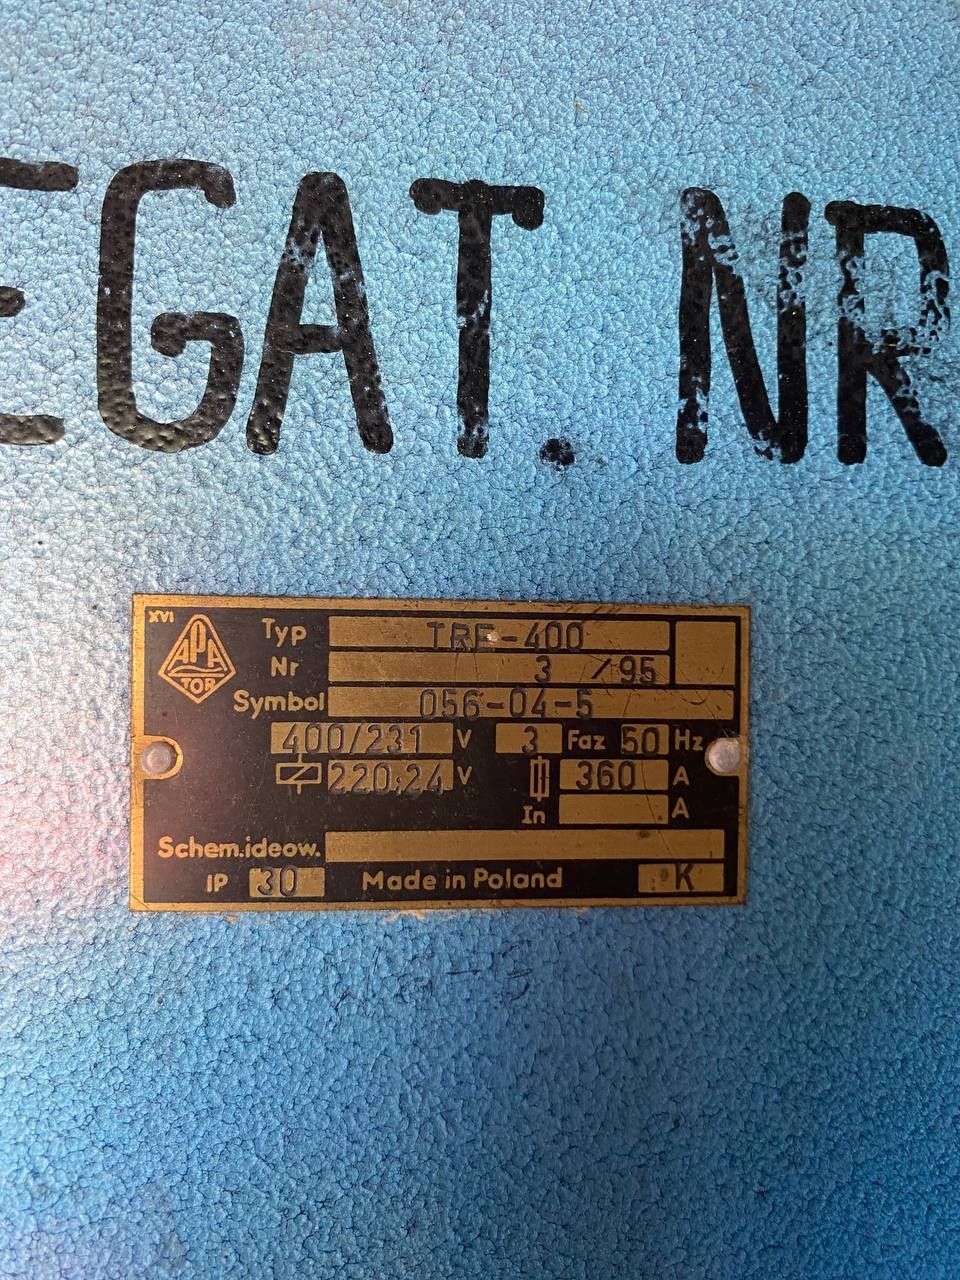 EGAT. NR
XVI
APA
TOR
Typ TRE-400
Nr 3 /95
Symbol 056-04-5
400/231 V 3 Faz 50 Hz
220;24 V 360 A
In A
Schem.ideow.
IP 30 Made in Poland K